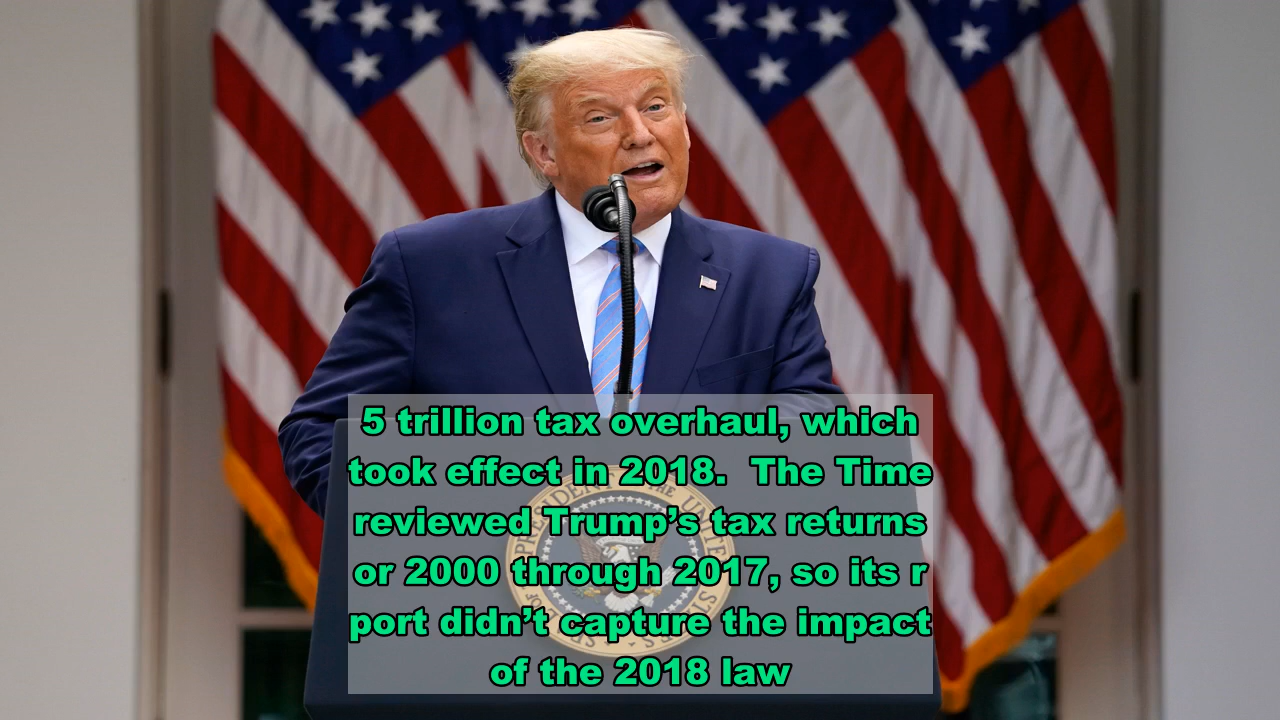 5 trillion tax overhaul, which
took effect in 2018.  The Time
reviewed Trump’s tax returns
or 2000 through 2017, so its r
port didn’t capture the impact
of the 2018 law